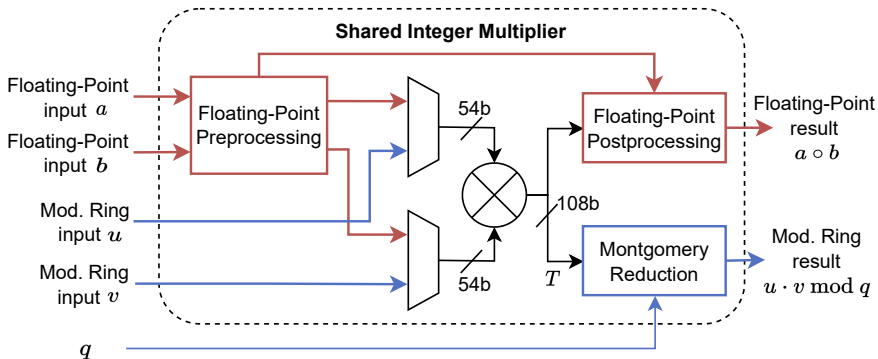 Shared Integer Multiplier
Floating-Point
input a
Floating-Point
input b
Floating-Point
Preprocessing
54b
Floating-Point
Postprocessing
Floating-Point
result
a ∘ b
Mod. Ring
input u
108b
Mod. Ring
input v
54b
T
Montgomery
Reduction
Mod. Ring
result
u · v mod q
q